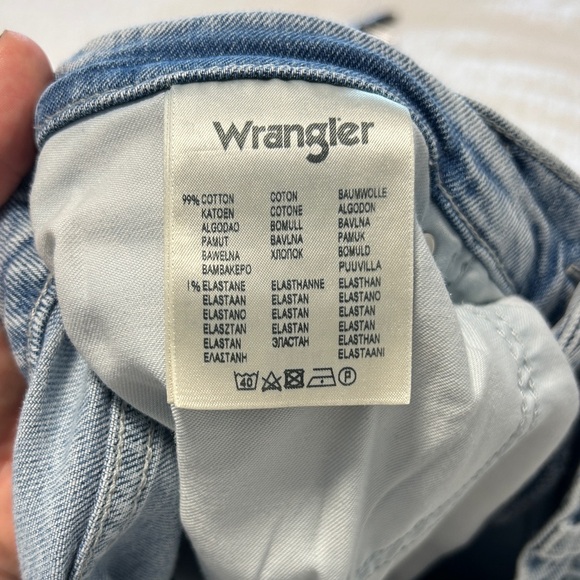 Wrangler
99% COTTON COTON BAUMWOLLE
KATOEN COTONE ALGODON
ALGODAO BOMULL BAVLNA
PAMUT BAVLNA PAMUK
BAWELNA ХЛОПОК BOMULD
ΒΑΜΒΑΚΕΡΟ PUUVILLA
1% ELASTANE ELASTHANNE ELASTHAN
ELASTAAN ELASTAN ELASTANO
ELASTANO ELASTAN ELASTAN
ELASZTAN ELASTAN ELASTAN
ELASTAN ЭЛАСТАН ELASTHAN
ΕΛΑΣΤΑΝΗ ELASTAANI
40 P